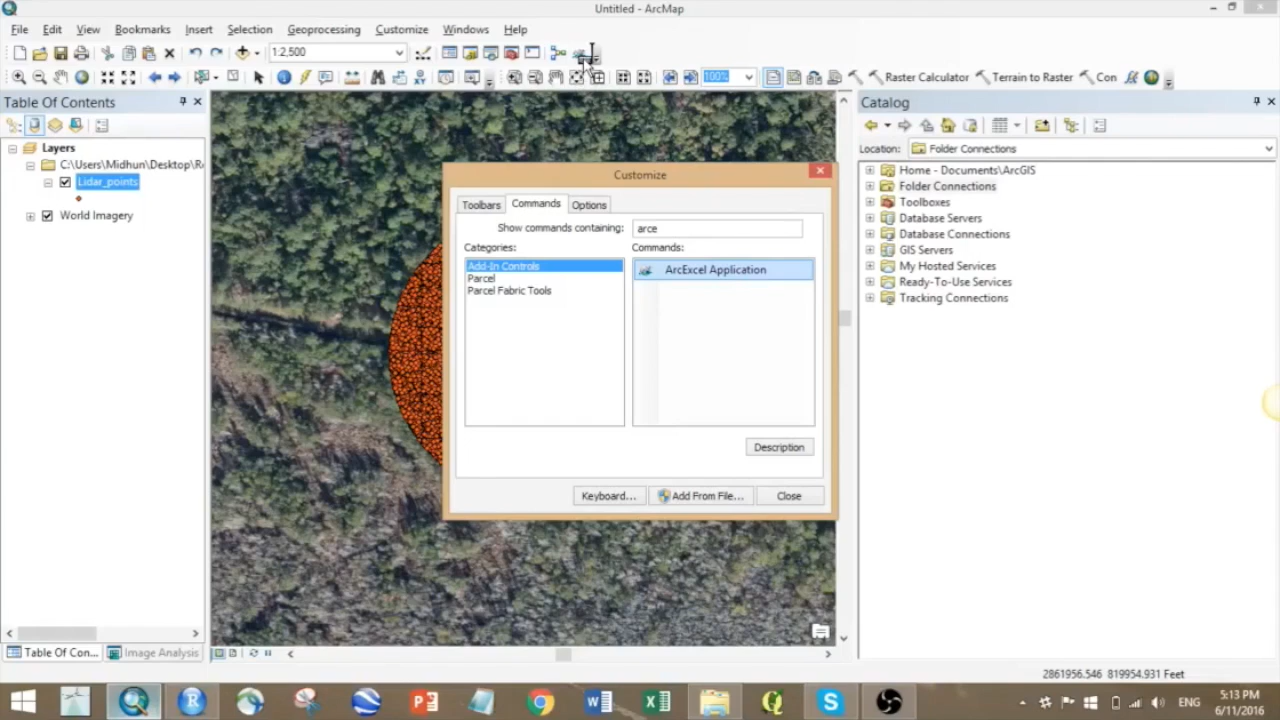 Untitled - ArcMap
File Edit View Bookmarks Insert Selection Geoprocessing Customize Windows Help
1:2,500
100% Raster Calculator Terrain to Raster Con
Table Of Contents
Layers
C:\Users\Midhun\Desktop\R
Lidar_points
World Imagery
Customize
Toolbars Commands Options
Show commands containing: arce
Categories: Commands:
Add-In Controls
Parcel
Parcel Fabric Tools
ArcExcel Application
Description
Keyboard... Add From File... Close
Catalog
Location: Folder Connections
Home - Documents\ArcGIS
Folder Connections
Toolboxes
Database Servers
Database Connections
GIS Servers
My Hosted Services
Ready-To-Use Services
Tracking Connections
Table Of Con... Image Analysis
2861956.546 819954.931 Feet
ENG
5:13 PM
6/11/2016